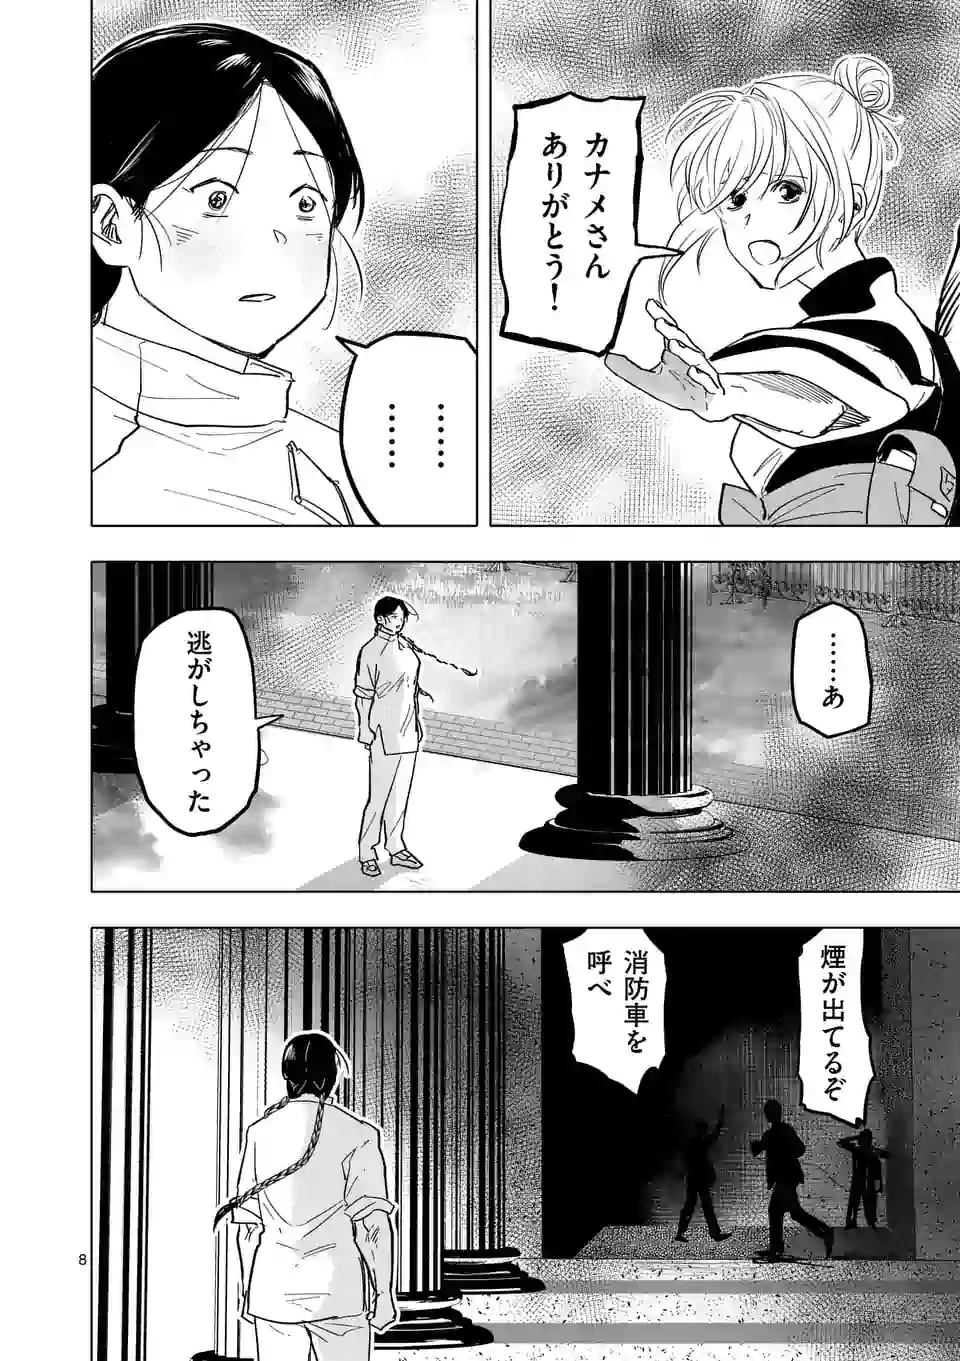 カナメさん
ありがとう！
……
……
……あ
逃がしちゃった
煙が出てるぞ
消防車を
呼べ
8